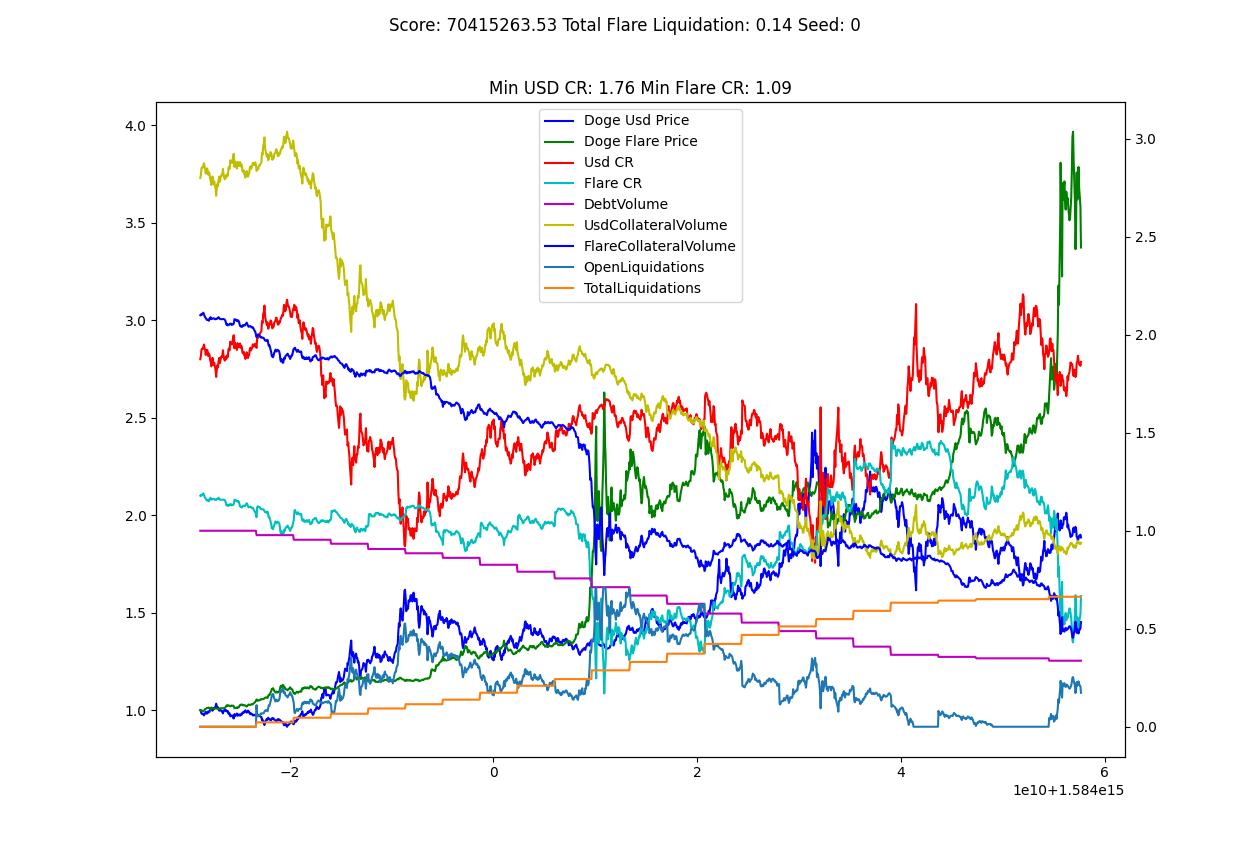 Score: 70415263.53 Total Flare Liquidation: 0.14 Seed: 0
Min USD CR: 1.76 Min Flare CR: 1.09
4.0
3.5
3.0
2.5
2.0
1.5
1.0
Doge Usd Price
Doge Flare Price
Usd CR
Flare CR
DebtVolume
UsdCollateralVolume
FlareCollateralVolume
OpenLiquidations
TotalLiquidations
3.0
2.5
2.0
1.5
1.0
0.5
0.0
−2 0 2 4 6
1e10+1.584e15